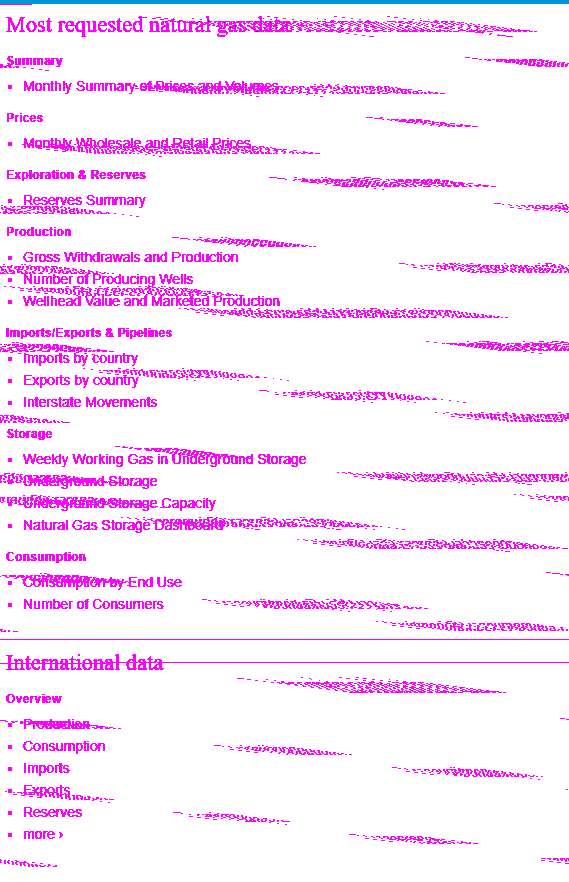 Most requested natural gas data
Summary
Monthly Summary of Prices and Volumes
Prices
Monthly Wholesale and Retail Prices
Exploration & Reserves
Reserves Summary
Production
Gross Withdrawals and Production
Number of Producing Wells
Wellhead Value and Marketed Production
Imports/Exports & Pipelines
Imports by country
Exports by country
Interstate Movements
Storage
Weekly Working Gas in Underground Storage
Underground Storage
Underground Storage Capacity
Natural Gas Storage Dashboard
Consumption
Consumption by End Use
Number of Consumers
International data
Overview
Production
Consumption
Imports
Exports
Reserves
more ›